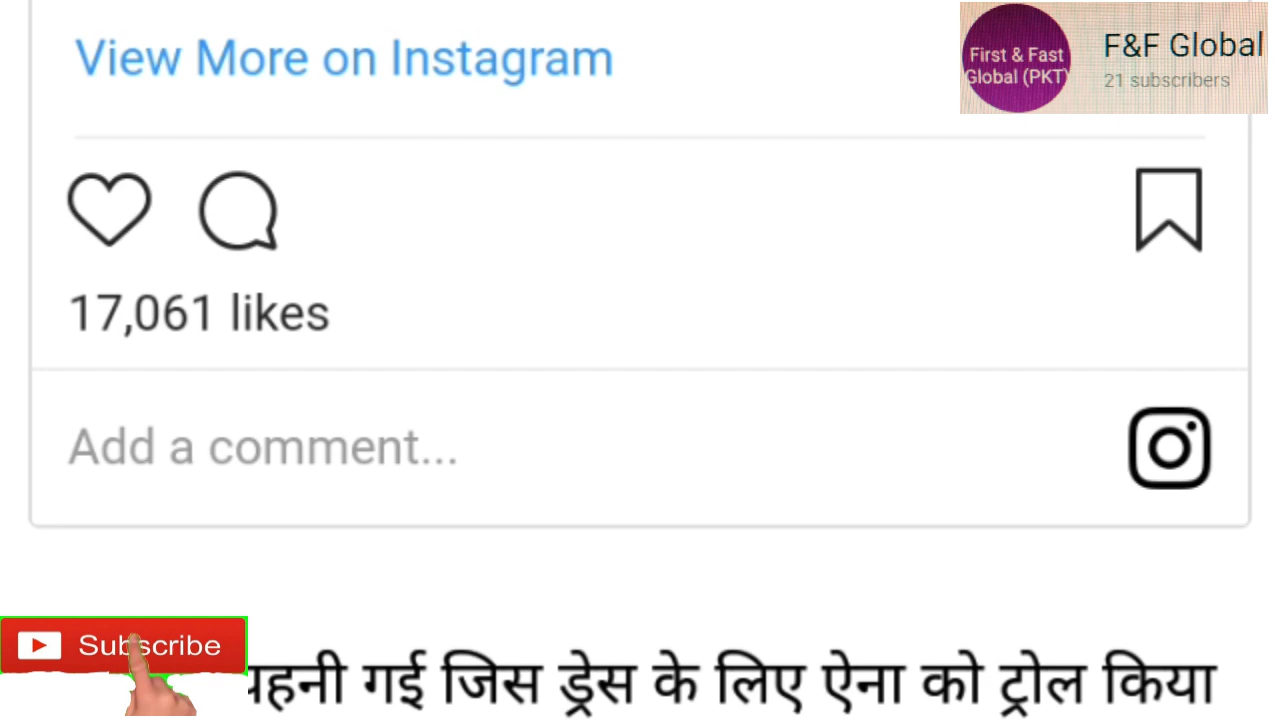 View More on Instagram
First & Fast
Global (PKT)
F&F Global
21 subscribers
17,061 likes
Add a comment...
Subscribe
पहनी गई जिस ड्रेस के लिए ऐना को ट्रोल किया